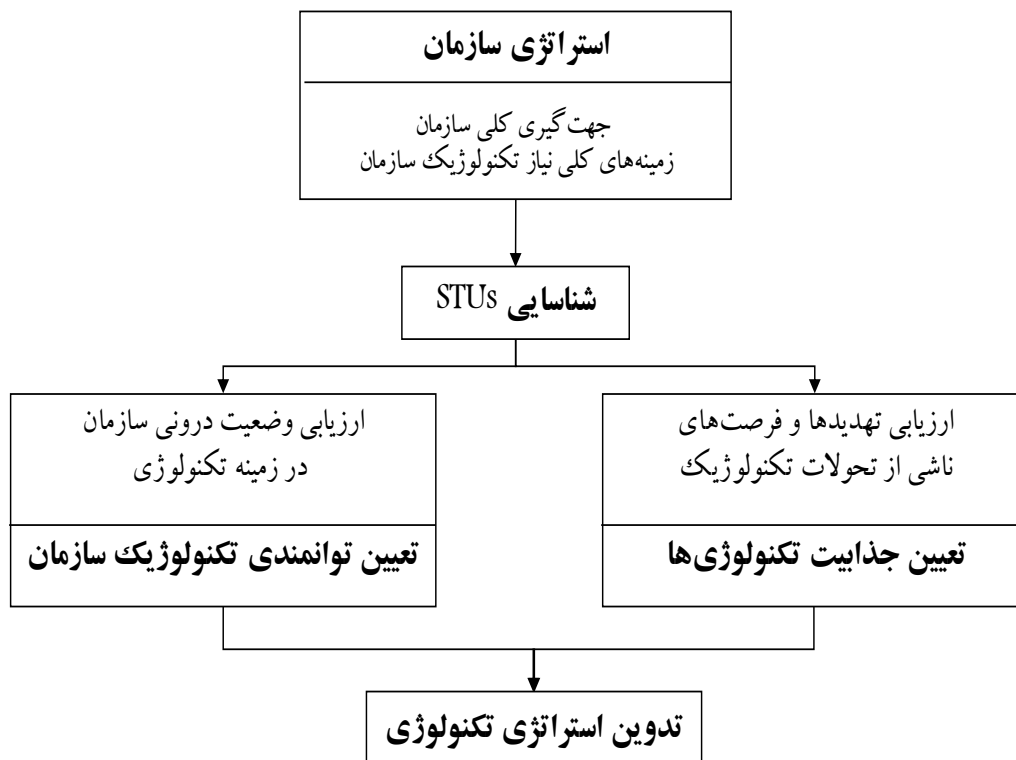 استراتژی سازمان
جهت‌گیری کلی سازمان
زمینه‌های کلی نیاز تکنولوژیک سازمان
شناسایی STUs
ارزیابی تهدیدها و فرصت‌های
ناشی از تحولات تکنولوژیک
تعیین جذابیت تکنولوژی‌ها
ارزیابی وضعیت درونی سازمان
در زمینه تکنولوژی
تعیین توانمندی تکنولوژیک سازمان
تدوین استراتژی تکنولوژی